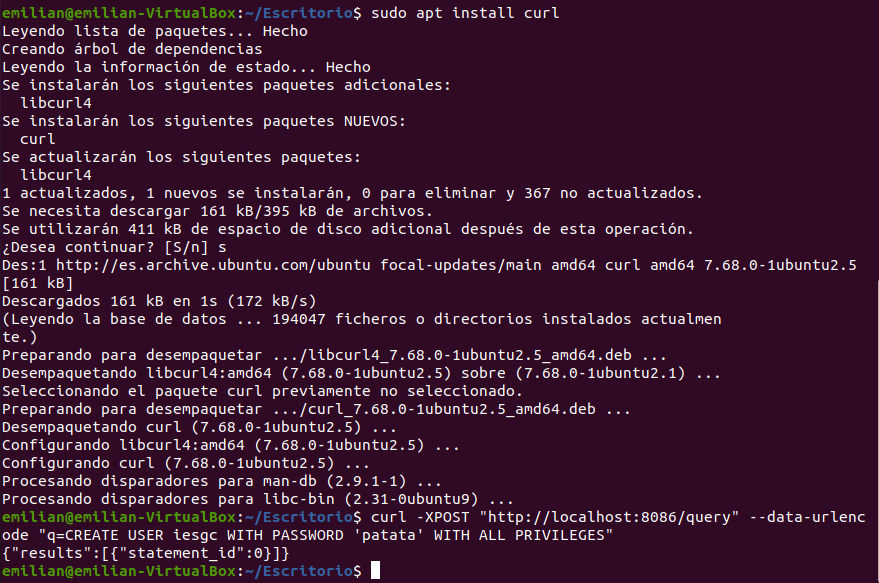 emilian@emilian-VirtualBox:~/Escritorio$ sudo apt install curl
Leyendo lista de paquetes... Hecho
Creando árbol de dependencias
Leyendo la información de estado... Hecho
Se instalarán los siguientes paquetes adicionales:
  libcurl4
Se instalarán los siguientes paquetes NUEVOS:
  curl
Se actualizarán los siguientes paquetes:
  libcurl4
1 actualizados, 1 nuevos se instalarán, 0 para eliminar y 367 no actualizados.
Se necesita descargar 161 kB/395 kB de archivos.
Se utilizarán 411 kB de espacio de disco adicional después de esta operación.
¿Desea continuar? [S/n] s
Des:1 http://es.archive.ubuntu.com/ubuntu focal-updates/main amd64 curl amd64 7.68.0-1ubuntu2.5
[161 kB]
Descargados 161 kB en 1s (172 kB/s)
(Leyendo la base de datos ... 194047 ficheros o directorios instalados actualmen
te.)
Preparando para desempaquetar .../libcurl4_7.68.0-1ubuntu2.5_amd64.deb ...
Desempaquetando libcurl4:amd64 (7.68.0-1ubuntu2.5) sobre (7.68.0-1ubuntu2.1) ...
Seleccionando el paquete curl previamente no seleccionado.
Preparando para desempaquetar .../curl_7.68.0-1ubuntu2.5_amd64.deb ...
Desempaquetando curl (7.68.0-1ubuntu2.5) ...
Configurando libcurl4:amd64 (7.68.0-1ubuntu2.5) ...
Configurando curl (7.68.0-1ubuntu2.5) ...
Procesando disparadores para man-db (2.9.1-1) ...
Procesando disparadores para libc-bin (2.31-0ubuntu9) ...
emilian@emilian-VirtualBox:~/Escritorio$ curl -XPOST "http://localhost:8086/query" --data-urlenc
ode "q=CREATE USER iesgc WITH PASSWORD 'patata' WITH ALL PRIVILEGES"
{"results":[{"statement_id":0}]}
emilian@emilian-VirtualBox:~/Escritorio$